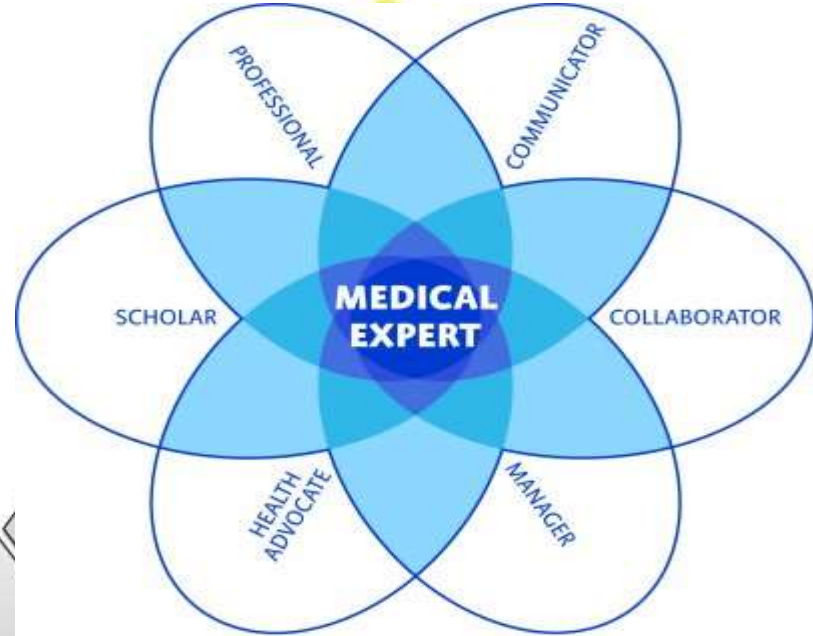 PROFESSIONAL
COMMUNICATOR
SCHOLAR
MEDICAL
EXPERT
COLLABORATOR
HEALTH
ADVOCATE
MANAGER